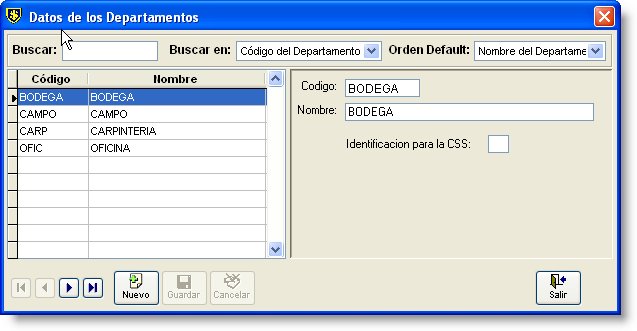 Datos de los Departamentos
Buscar: Buscar en: Código del Departamento Orden Default: Nombre del Departame
Código Nombre
BODEGA BODEGA
CAMPO CAMPO
CARP CARPINTERIA
OFIC OFICINA
Codigo: BODEGA
Nombre: BODEGA
Identificacion para la CSS:
Nuevo Guardar Cancelar Salir